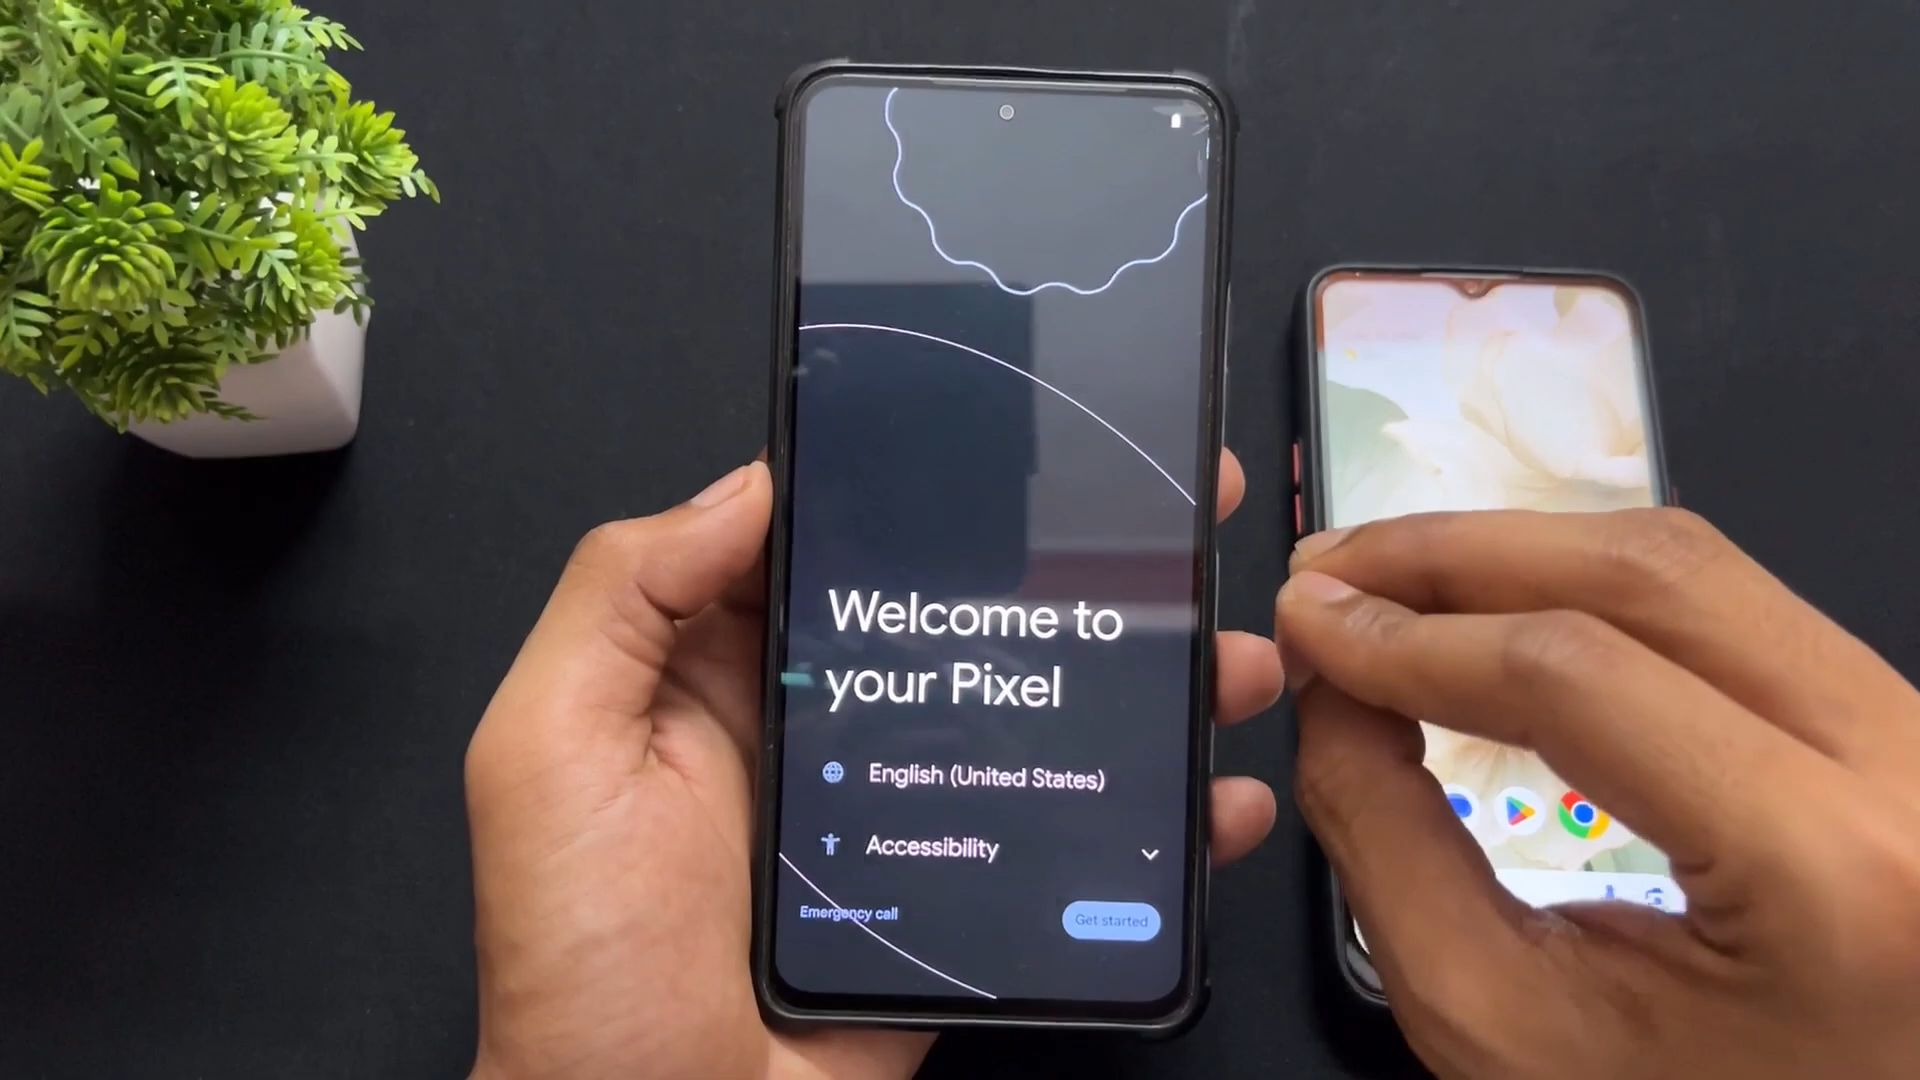 Welcome to
your Pixel
English (United States)
Accessibility
Emergency call
Get started